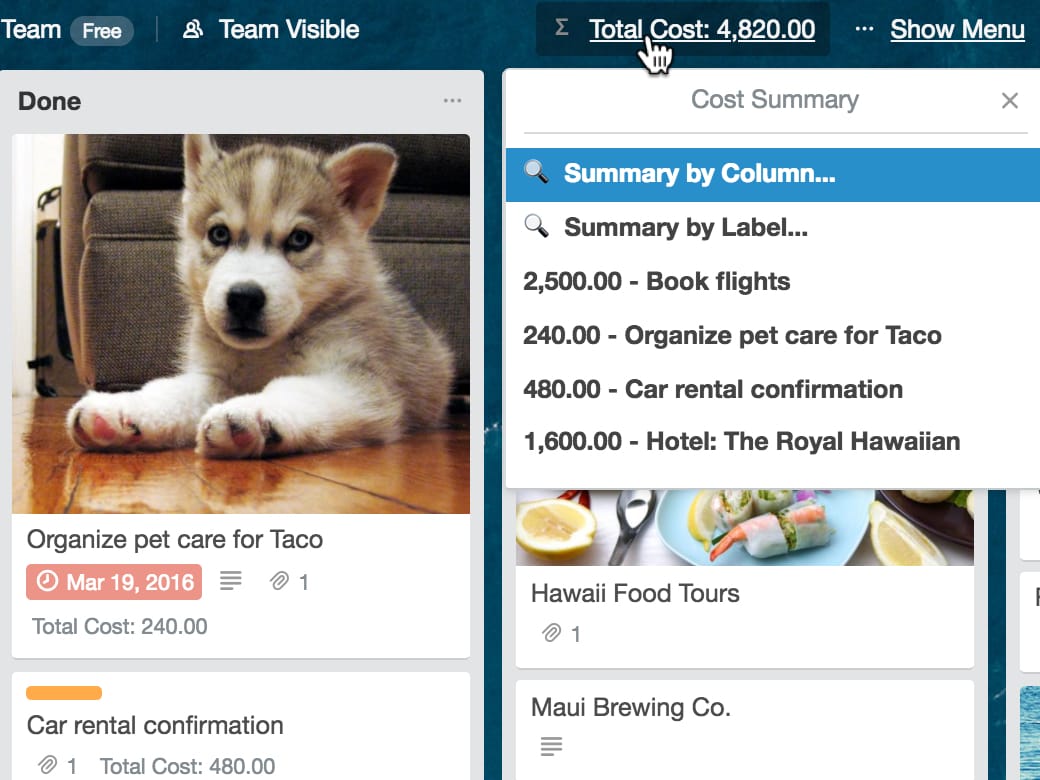 Team Free Team Visible Σ Total Cost: 4,820.00 ... Show Menu
Done ...
Organize pet care for Taco
Mar 19, 2016 1
Total Cost: 240.00
Car rental confirmation
1 Total Cost: 480.00
Cost Summary ×
Summary by Column...
Summary by Label...
2,500.00 - Book flights
240.00 - Organize pet care for Taco
480.00 - Car rental confirmation
1,600.00 - Hotel: The Royal Hawaiian
Hawaii Food Tours
1
Maui Brewing Co.